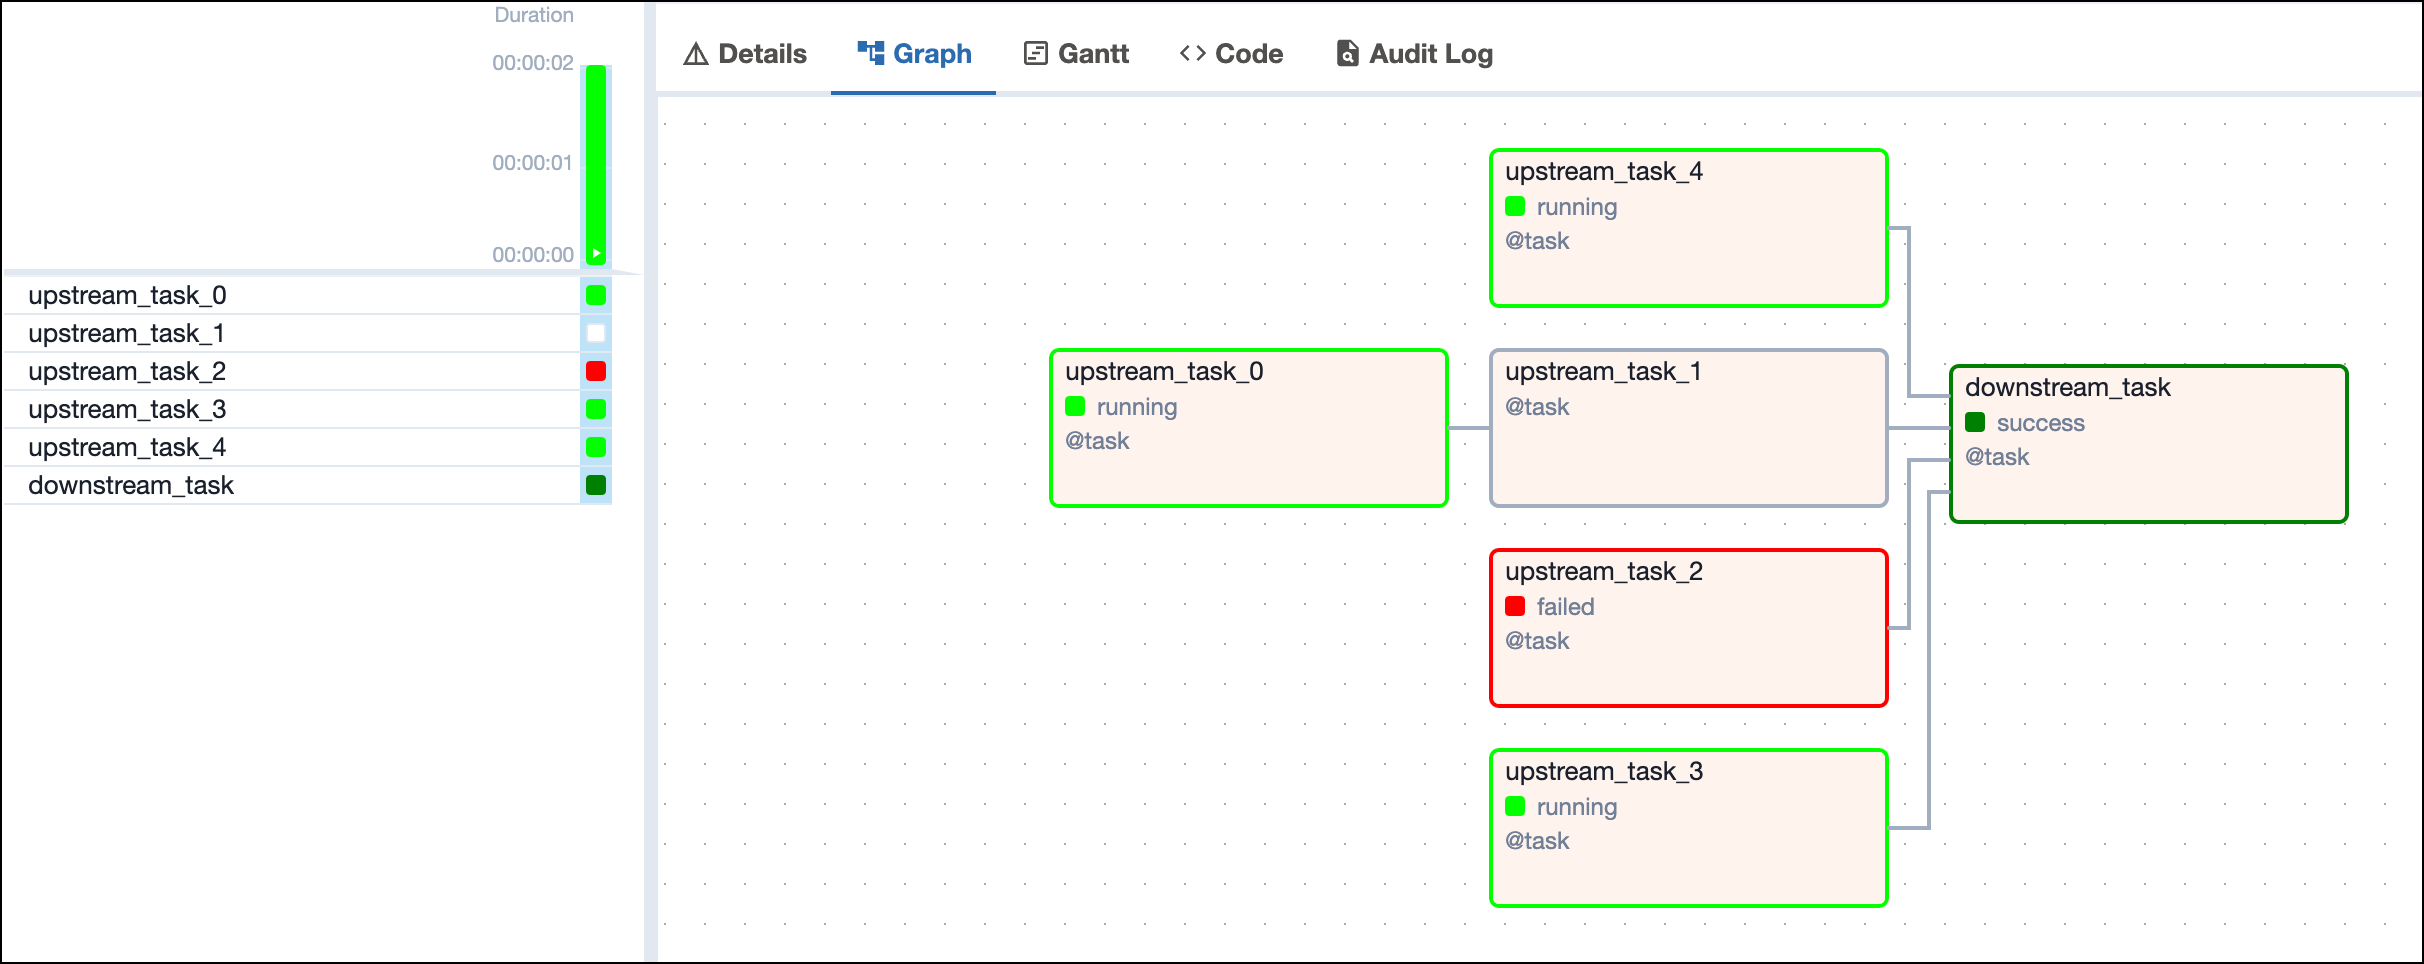 Duration
00:00:02
00:00:01
00:00:00
upstream_task_0
upstream_task_1
upstream_task_2
upstream_task_3
upstream_task_4
downstream_task
Details Graph Gantt Code Audit Log
upstream_task_4
running
@task
upstream_task_0
running
@task
upstream_task_1
@task
downstream_task
success
@task
upstream_task_2
failed
@task
upstream_task_3
running
@task